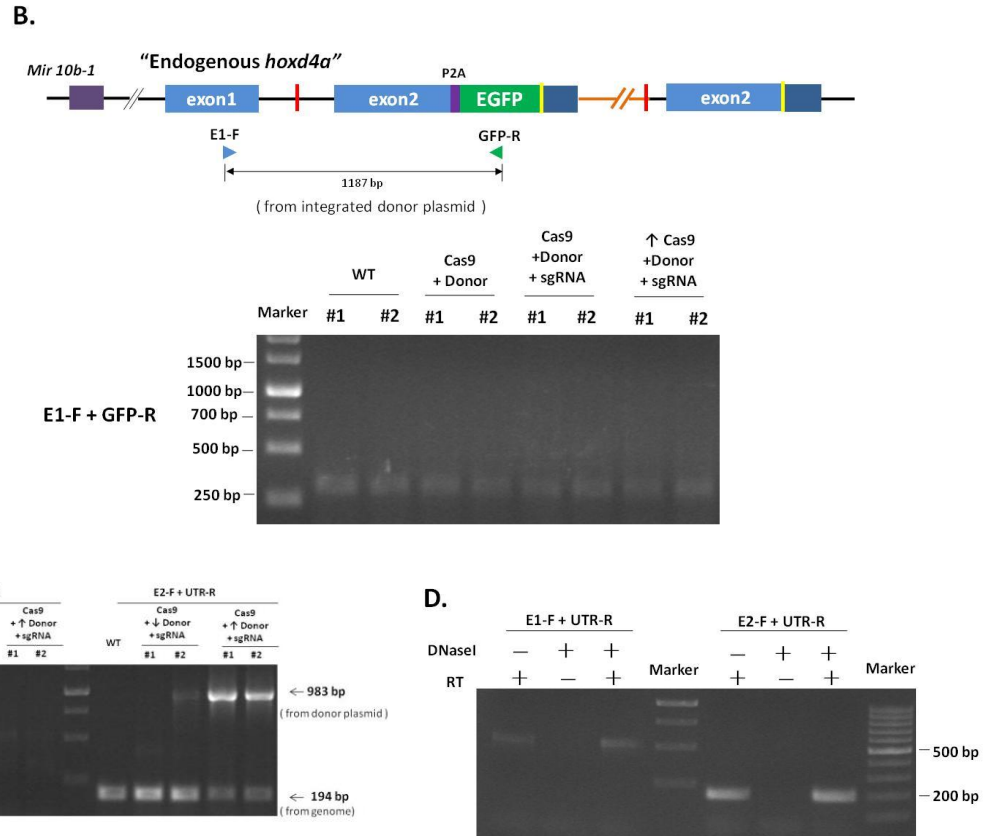 B.
Mir 10b-1
“Endogenous hoxd4a”
P2A
exon1
exon2
EGFP
exon2
E1-F
GFP-R
1187 bp
( from integrated donor plasmid )
WT
Cas9
+ Donor
Cas9
+Donor
+ sgRNA
↑ Cas9
+Donor
+ sgRNA
Marker #1 #2 #1 #2 #1 #2 #1 #2
1500 bp
1000 bp
700 bp
500 bp
250 bp
E1-F + GFP-R
Cas9
+ ↑ Donor
+ sgRNA
#1 #2
E2-F + UTR-R
WT
Cas9
+ ↓ Donor
+ sgRNA
#1 #2
Cas9
+ ↑ Donor
+ sgRNA
#1 #2
← 983 bp
( from donor plasmid )
← 194 bp
( from genome)
D.
E1-F + UTR-R
E2-F + UTR-R
DNaseI — + + — + +
RT + — + + — +
Marker
Marker
500 bp
200 bp